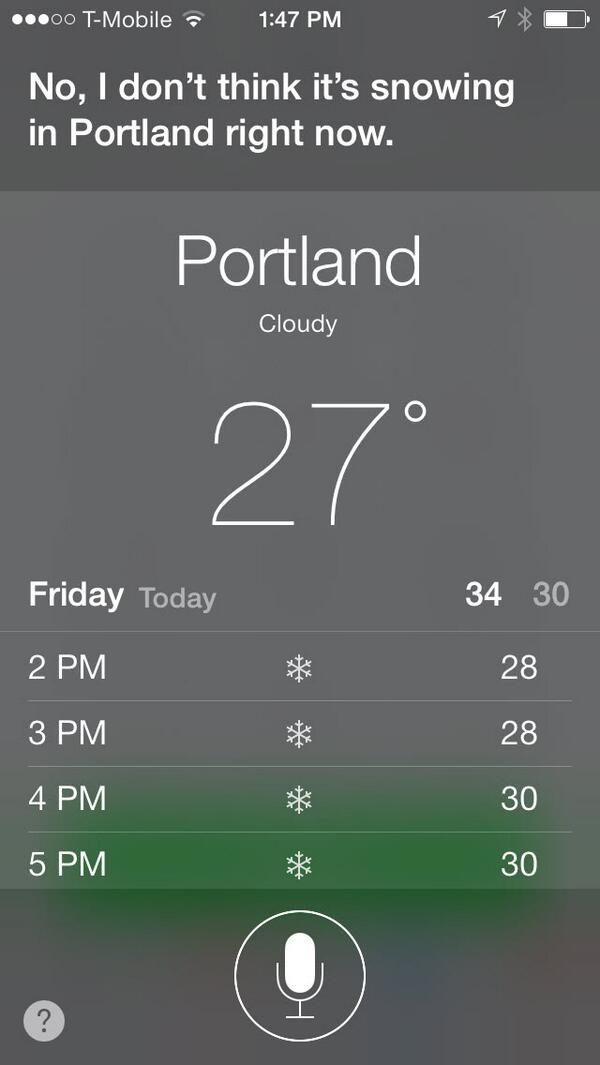 T-Mobile 1:47 PM
No, I don't think it's snowing
in Portland right now.
Portland
Cloudy
27°
Friday Today 34 30
2 PM 28
3 PM 28
4 PM 30
5 PM 30
?